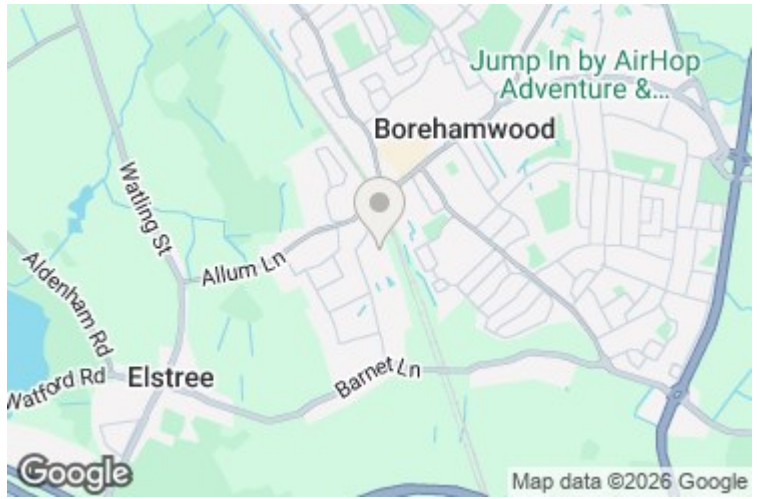 Jump In by AirHop
Adventure &...
Borehamwood
Watling St
Allum Ln
Aldenham Rd
Watford Rd
Elstree
Barnet Ln
Google
Map data ©2026 Google